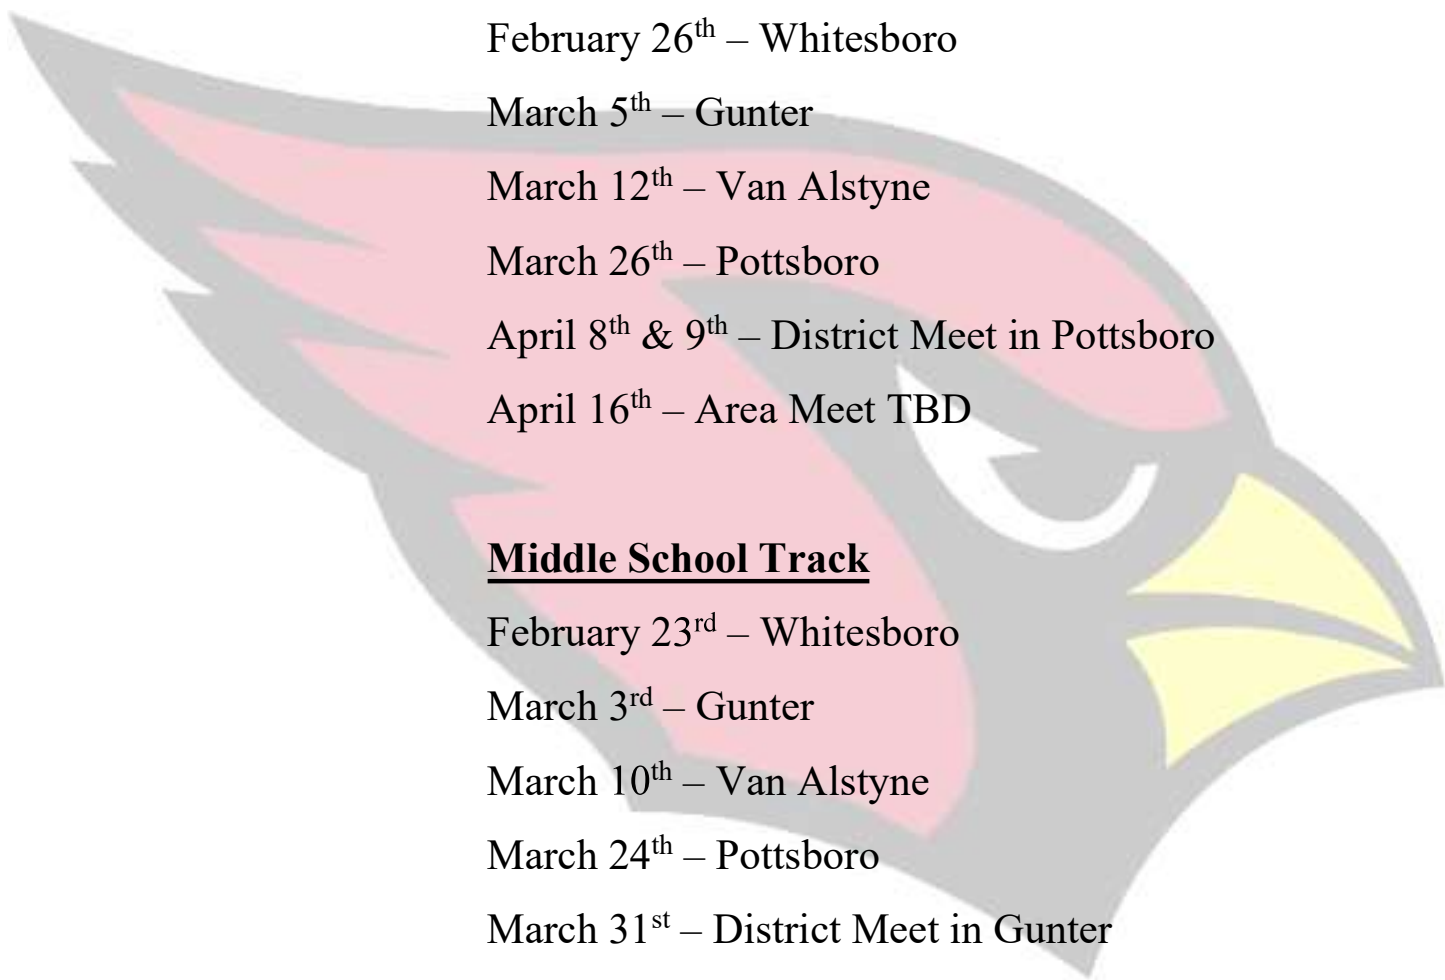 February 26th – Whitesboro
March 5th – Gunter
March 12th – Van Alstyne
March 26th – Pottsboro
April 8th & 9th – District Meet in Pottsboro
April 16th – Area Meet TBD
Middle School Track
February 23rd – Whitesboro
March 3rd – Gunter
March 10th – Van Alstyne
March 24th – Pottsboro
March 31st – District Meet in Gunter